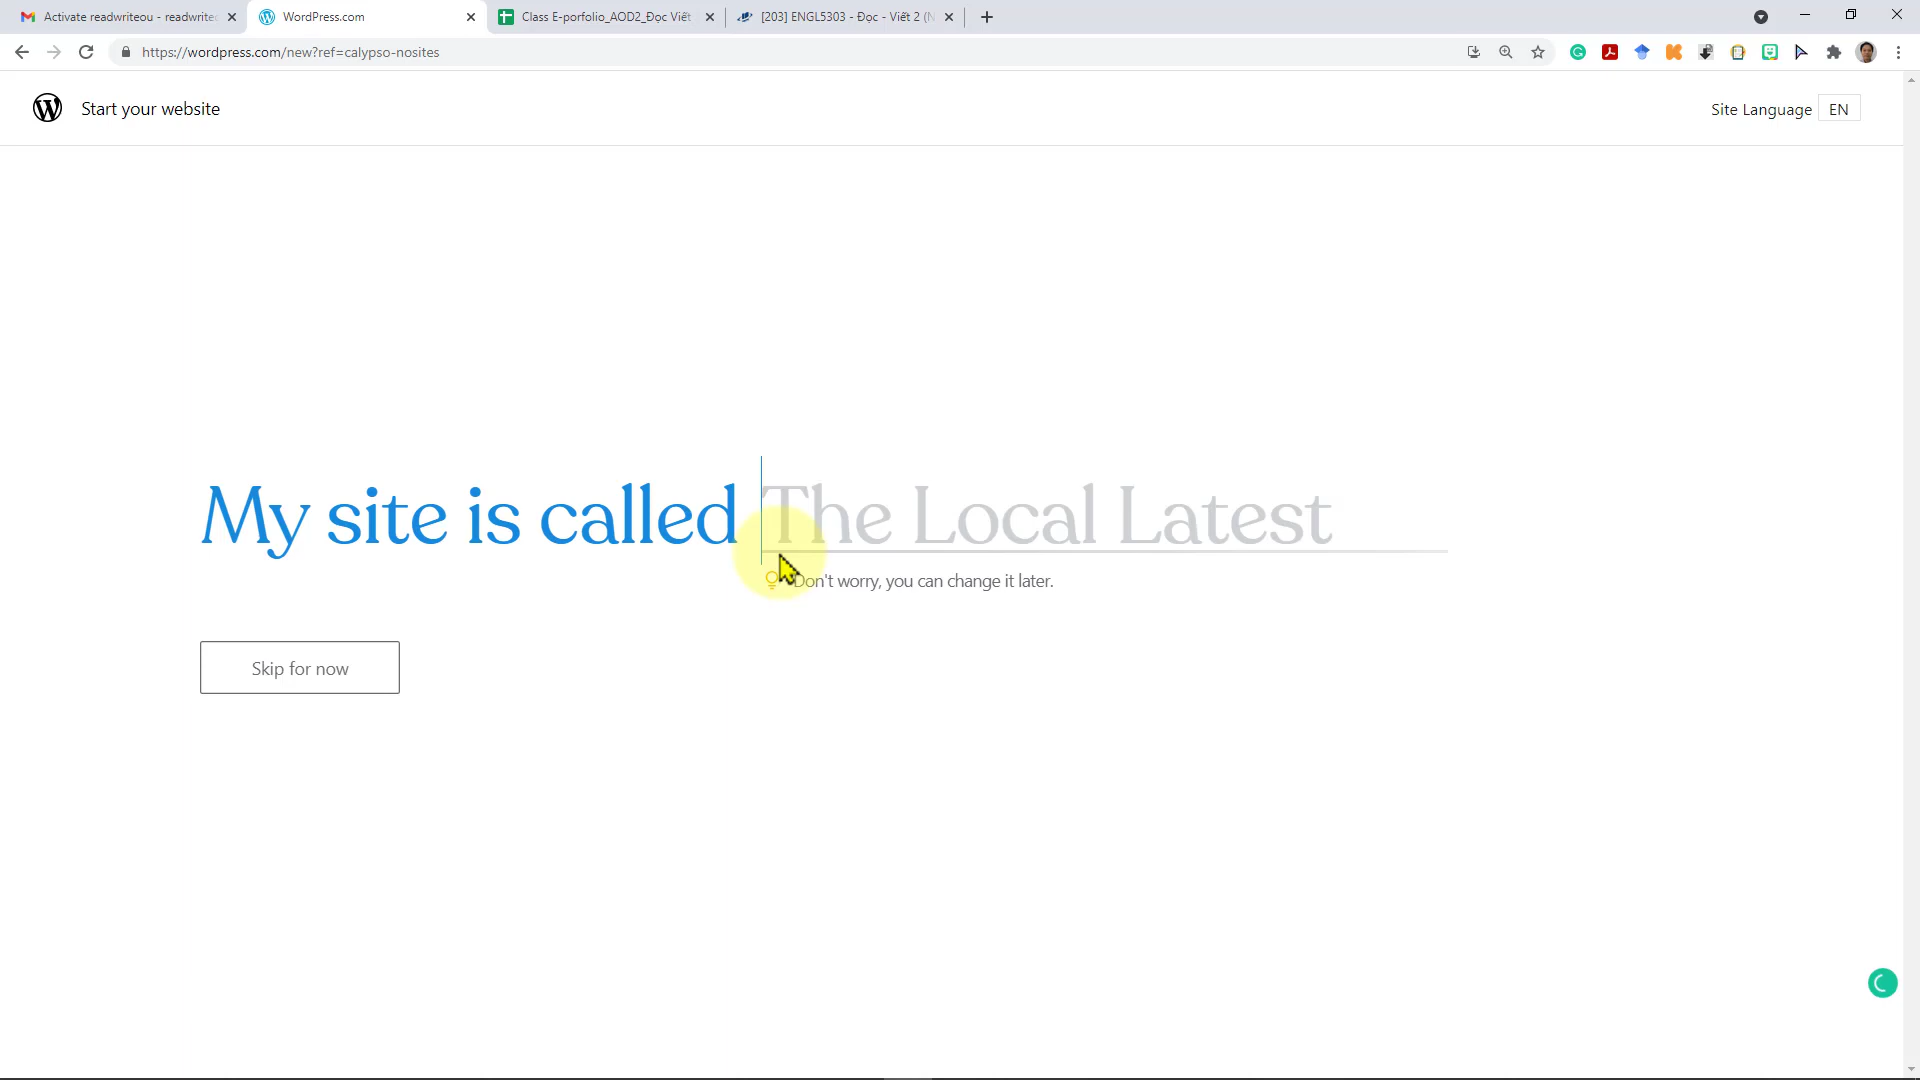 Activate readwriteou - readwrite
WordPress.com
Class E-porfolio_AOD2_Đọc Viết
[203] ENGL5303 - Đọc - Viết 2 (N
https://wordpress.com/new?ref=calypso-nosites
Start your website
Site Language EN
My site is called The Local Latest
Don't worry, you can change it later.
Skip for now